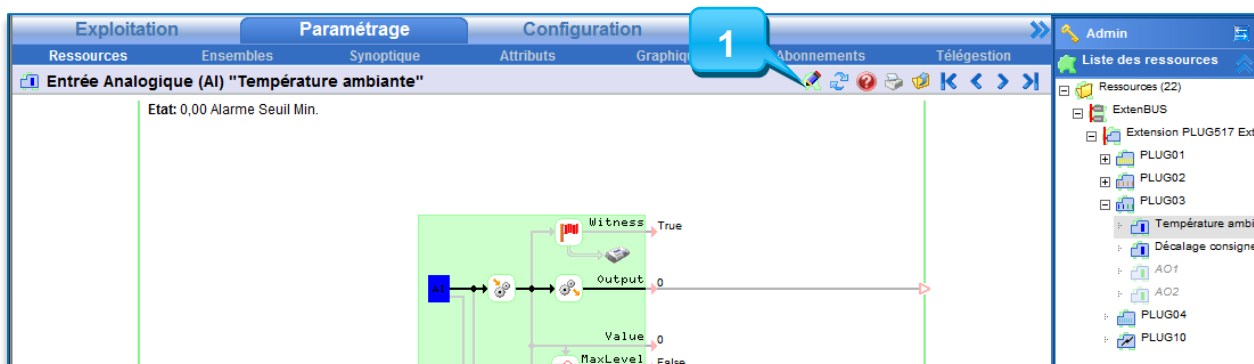 Exploitation Paramétrage Configuration
1
Admin
Ressources Ensembles Synoptique Attributs Graphiqu Abonnements Télégestion
Liste des ressources
Entrée Analogique (AI) "Température ambiante"
Ressources (22)
Etat: 0,00 Alarme Seuil Min.
ExtenBUS
Extension PLUG517 Ext
PLUG01
PLUG02
PLUG03
Température ambi
Décalage consigne
AO1
AO2
PLUG04
PLUG10
Witness True
AI
Output 0
Value 0
MaxLevel False